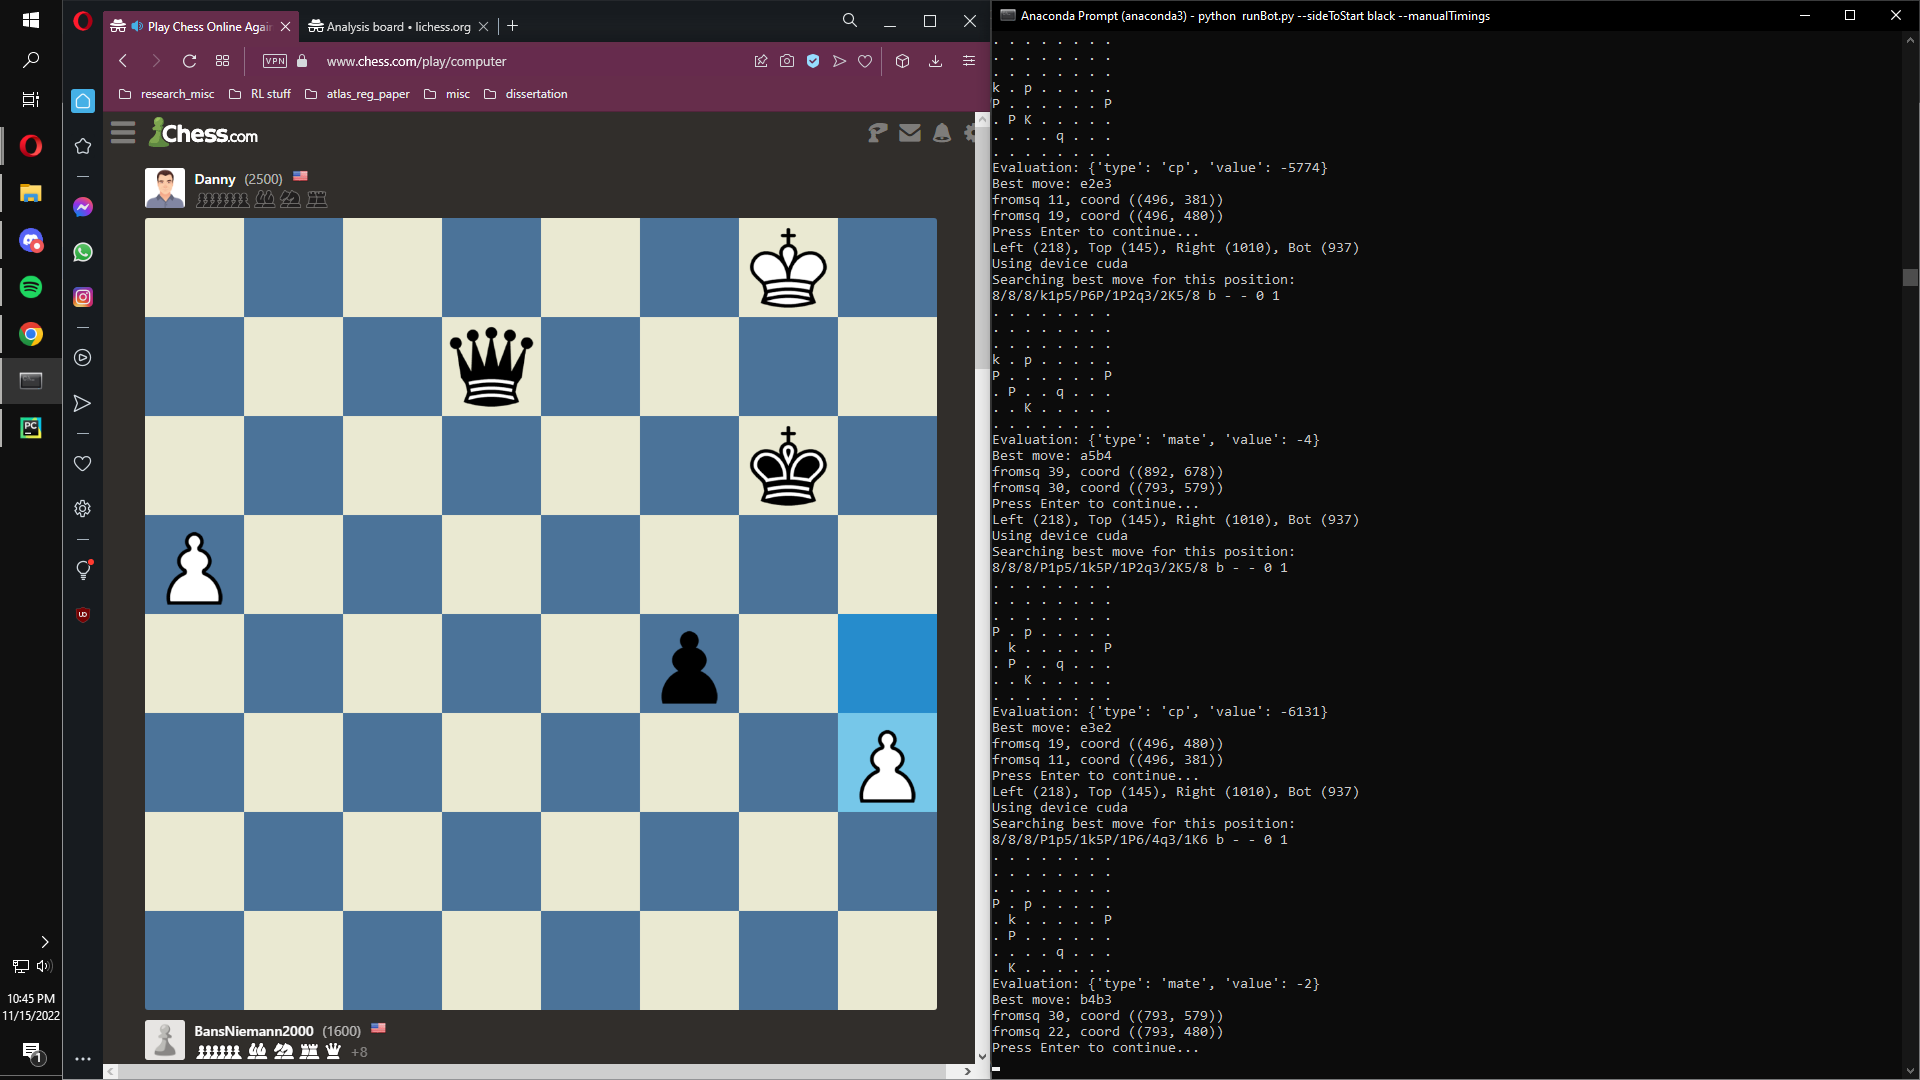 Play Chess Online Agai
Analysis board • lichess.org
VPN
www.chess.com/play/computer
research_misc
RL stuff
atlas_reg_paper
misc
dissertation
Chess.com
Danny (2500)
BansNiemann2000 (1600)
+8
PC
UO
10:45 PM
11/15/2022
1
Anaconda Prompt (anaconda3) - python  runBot.py --sideToStart black --manualTimings
. . . . . . . .
. . . . . . . .
. . . . . . . .
k . p . . . . .
P . . . . . . P
. P K . . . . .
. . . . q . . .
. . . . . . . .
Evaluation: {'type': 'cp', 'value': -5774}
Best move: e2e3
fromsq 11, coord ((496, 381))
fromsq 19, coord ((496, 480))
Press Enter to continue...
Left (218), Top (145), Right (1010), Bot (937)
Using device cuda
Searching best move for this position:
8/8/8/k1p5/P6P/1P2q3/2K5/8 b - - 0 1
. . . . . . . .
. . . . . . . .
. . . . . . . .
k . p . . . . .
P . . . . . . P
. P . . q . . .
. . K . . . . .
. . . . . . . .
Evaluation: {'type': 'mate', 'value': -4}
Best move: a5b4
fromsq 39, coord ((892, 678))
fromsq 30, coord ((793, 579))
Press Enter to continue...
Left (218), Top (145), Right (1010), Bot (937)
Using device cuda
Searching best move for this position:
8/8/8/P1p5/1k5P/1P2q3/2K5/8 b - - 0 1
. . . . . . . .
. . . . . . . .
. . . . . . . .
P . p . . . . .
. k . . . . . P
. P . . q . . .
. . K . . . . .
. . . . . . . .
Evaluation: {'type': 'cp', 'value': -6131}
Best move: e3e2
fromsq 19, coord ((496, 480))
fromsq 11, coord ((496, 381))
Press Enter to continue...
Left (218), Top (145), Right (1010), Bot (937)
Using device cuda
Searching best move for this position:
8/8/8/P1p5/1k5P/1P6/4q3/1K6 b - - 0 1
. . . . . . . .
. . . . . . . .
. . . . . . . .
P . p . . . . .
. k . . . . . P
. P . . . . . .
. . . . q . . .
. K . . . . . .
Evaluation: {'type': 'mate', 'value': -2}
Best move: b4b3
fromsq 30, coord ((793, 579))
fromsq 22, coord ((793, 480))
Press Enter to continue...